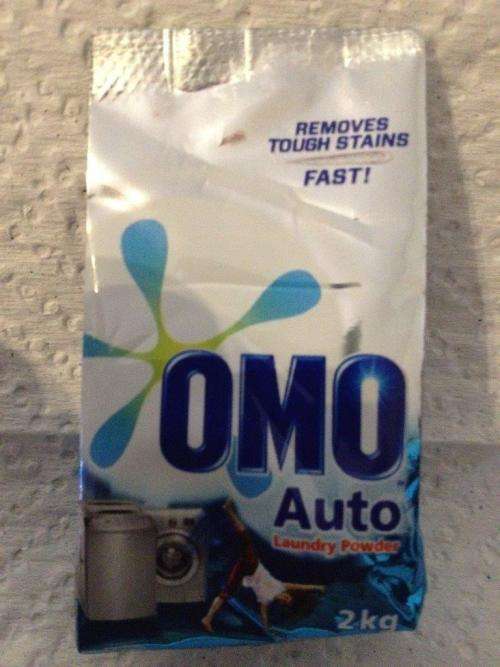 REMOVES
TOUGH STAINS
FAST!
OMO
Auto
Laundry Powder
2kg